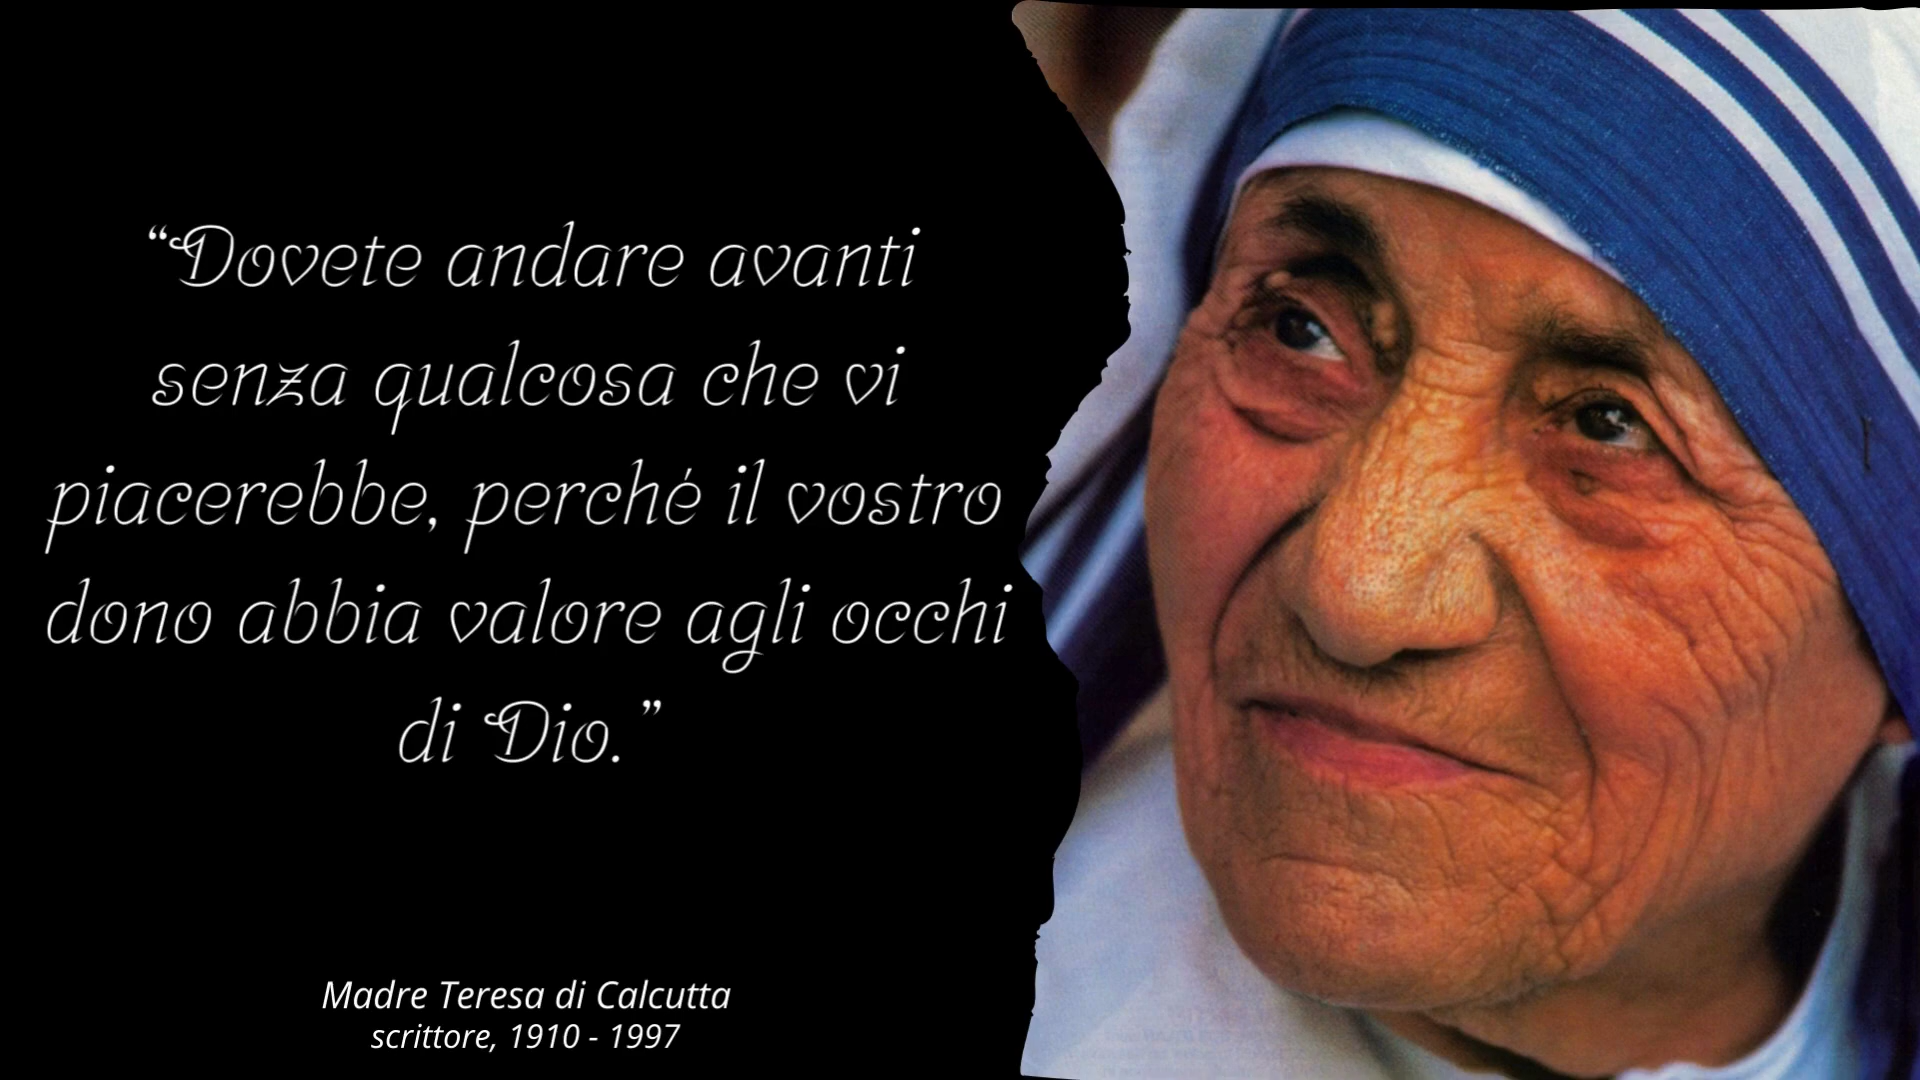 “Dovete andare avanti
senza qualcosa che vi
piacerebbe, perché il vostro
dono abbia valore agli occhi
di Dio.”
Madre Teresa di Calcutta
scrittore, 1910 - 1997